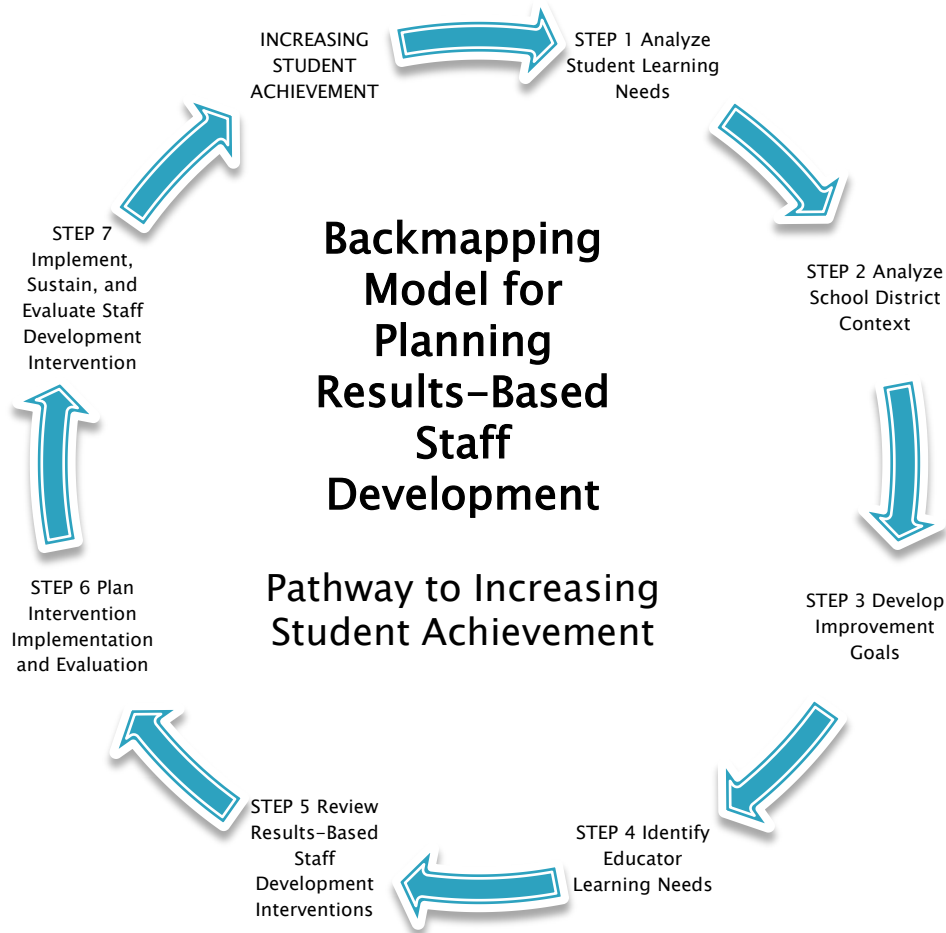 INCREASING
STUDENT
ACHIEVEMENT
STEP 1 Analyze
Student Learning
Needs
STEP 2 Analyze
School District
Context
STEP 3 Develop
Improvement
Goals
STEP 4 Identify
Educator
Learning Needs
STEP 5 Review
Results-Based
Staff
Development
Interventions
STEP 6 Plan
Intervention
Implementation
and Evaluation
STEP 7
Implement,
Sustain, and
Evaluate Staff
Development
Intervention
Backmapping
Model for
Planning
Results-Based
Staff
Development
Pathway to Increasing
Student Achievement